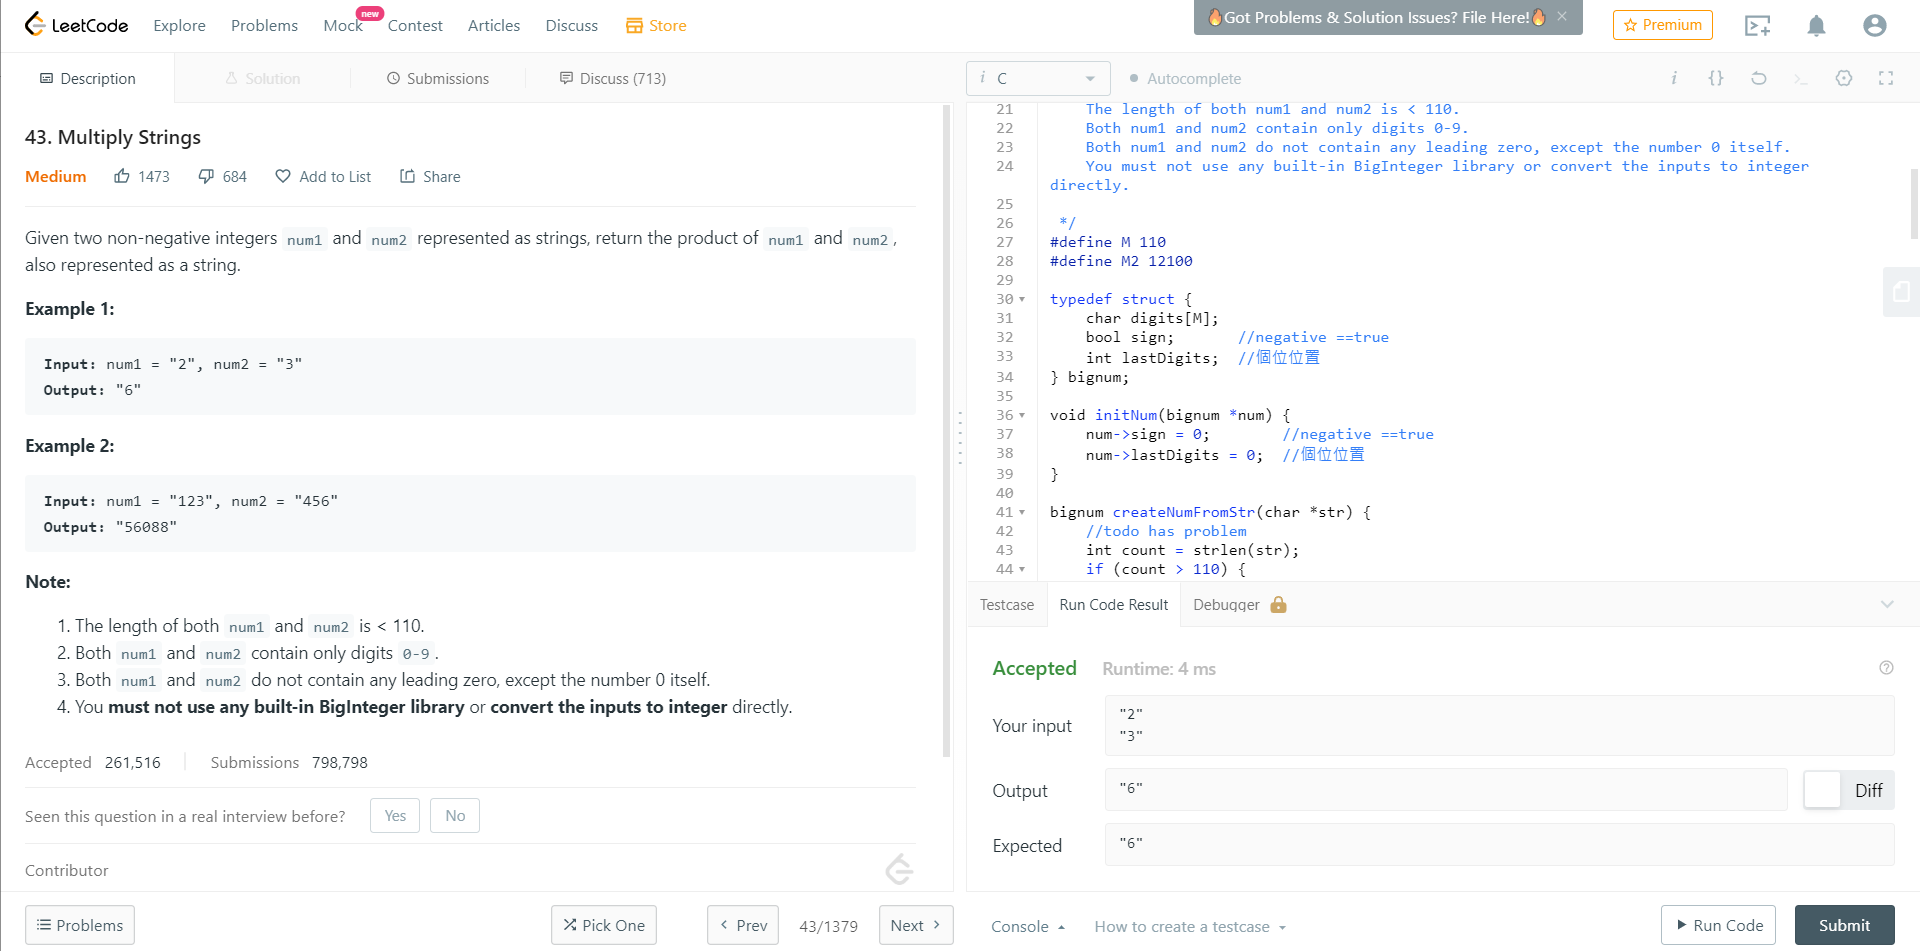 LeetCode Explore Problems Mock new Contest Articles Discuss Store
🔥Got Problems & Solution Issues? File Here!🔥 ×
Premium
Description Solution Submissions Discuss (713)
43. Multiply Strings
Medium 1473 684 Add to List Share
Given two non-negative integers num1 and num2 represented as strings, return the product of num1 and num2,
also represented as a string.
Example 1:
Input: num1 = "2", num2 = "3"
Output: "6"
Example 2:
Input: num1 = "123", num2 = "456"
Output: "56088"
Note:
1. The length of both num1 and num2 is < 110.
2. Both num1 and num2 contain only digits 0-9.
3. Both num1 and num2 do not contain any leading zero, except the number 0 itself.
4. You must not use any built-in BigInteger library or convert the inputs to integer directly.
Accepted 261,516 Submissions 798,798
Seen this question in a real interview before? Yes No
Contributor
Problems Pick One Prev 43/1379 Next
i C Autocomplete i {}
21 The length of both num1 and num2 is < 110.
22 Both num1 and num2 contain only digits 0-9.
23 Both num1 and num2 do not contain any leading zero, except the number 0 itself.
24 You must not use any built-in BigInteger library or convert the inputs to integer
directly.
25
26 */
27 #define M 110
28 #define M2 12100
29
30 typedef struct {
31 char digits[M];
32 bool sign; //negative ==true
33 int lastDigits; //個位位置
34 } bignum;
35
36 void initNum(bignum *num) {
37 num->sign = 0; //negative ==true
38 num->lastDigits = 0; //個位位置
39 }
40
41 bignum createNumFromStr(char *str) {
42 //todo has problem
43 int count = strlen(str);
44 if (count > 110) {
Testcase Run Code Result Debugger
Accepted Runtime: 4 ms
Your input
"2"
"3"
Output "6" Diff
Expected "6"
Console How to create a testcase Run Code Submit